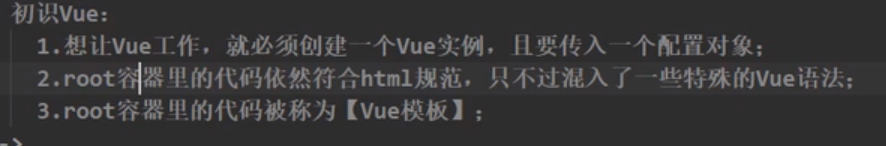 初识Vue：
1.想让Vue工作，就必须创建一个Vue实例，且要传入一个配置对象；
2.root容器里的代码依然符合html规范，只不过混入了一些特殊的Vue语法；
3.root容器里的代码被称为【Vue模板】；